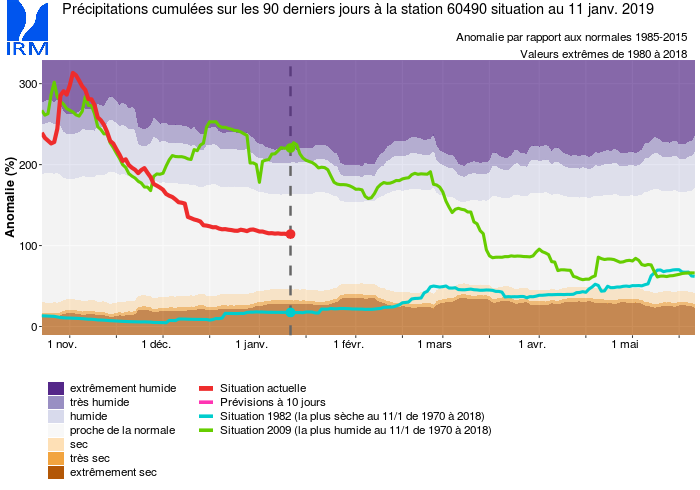 Précipitations cumulées sur les 90 derniers jours à la station 60490 situation au 11 janv. 2019
IRM
Anomalie par rapport aux normales 1985-2015
Valeurs extrêmes de 1980 à 2018
Anomalie (%)
300
200
100
0
1 nov. 1 déc. 1 janv. 1 févr. 1 mars 1 avr. 1 mai
extrêmement humide
très humide
humide
proche de la normale
sec
très sec
extrêmement sec
Situation actuelle
Prévisions à 10 jours
Situation 1982 (la plus sèche au 11/1 de 1970 à 2018)
Situation 2009 (la plus humide au 11/1 de 1970 à 2018)